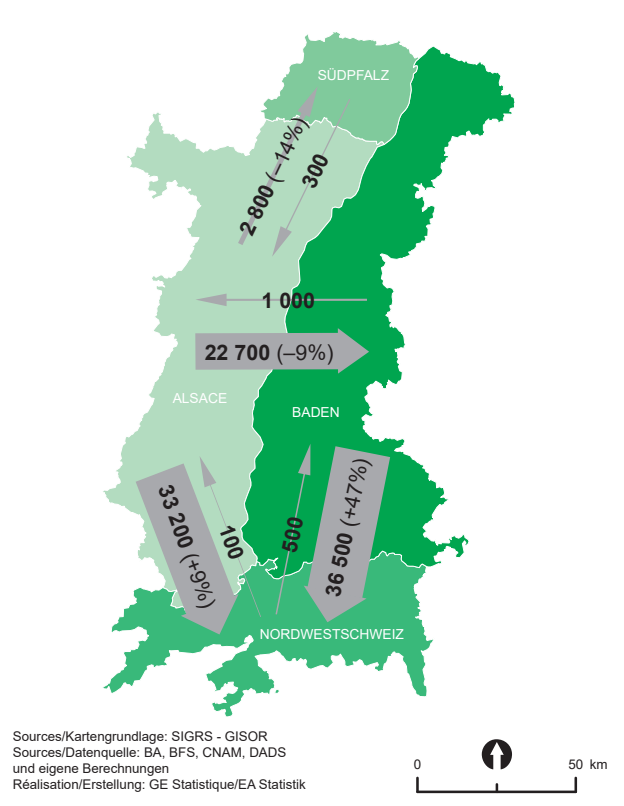 SÜDPFALZ
2 800 (–14%)
300
1 000
22 700 (–9%)
ALSACE
BADEN
33 200 (+9%)
100
500
36 500 (+47%)
NORDWESTSCHWEIZ
Sources/Kartengrundlage: SIGRS - GISOR
Sources/Datenquelle: BA, BFS, CNAM, DADS
und eigene Berechnungen
Réalisation/Erstellung: GE Statistique/EA Statistik
0 50 km